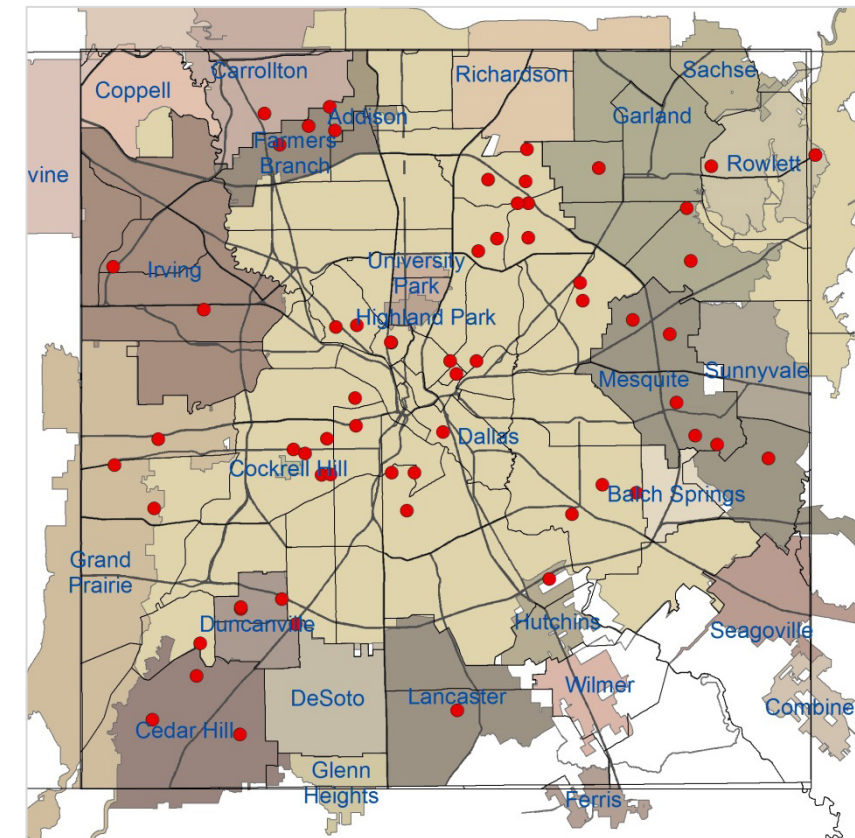 Sachse
Carrollton
Richardson
Coppell
Garland
Addison
Farmers
Branch
Rowlett
vine
Irving
University
Park
Highland Park
Mesquite
Sunnyvale
Dallas
Cockrell Hill
Balch Springs
Grand
Prairie
Duncanville
Hutchins
Seagoville
Wilmer
DeSoto
Lancaster
Combine
Cedar Hill
Glenn
Heights
Ferris